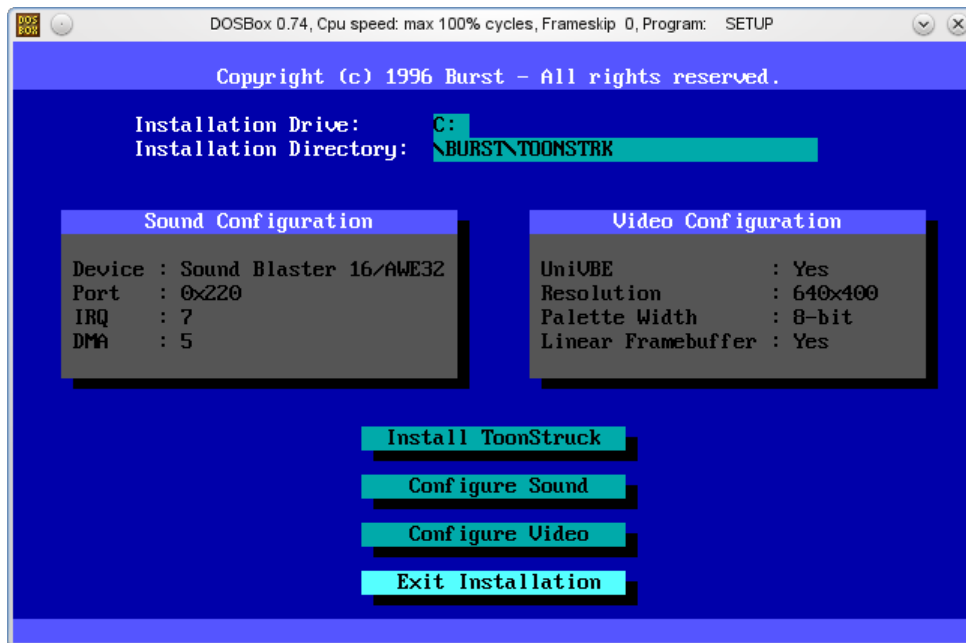 DOS BOX
DOSBox 0.74, Cpu speed: max 100% cycles, Frameskip 0, Program: SETUP
Copyright (c) 1996 Burst - All rights reserved.
Installation Drive: C:
Installation Directory: \BURST\TOONSTRK
Sound Configuration
Device : Sound Blaster 16/AWE32
Port : 0x220
IRQ : 7
DMA : 5
Video Configuration
UniVBE : Yes
Resolution : 640x400
Palette Width : 8-bit
Linear Framebuffer : Yes
Install ToonStruck
Configure Sound
Configure Video
Exit Installation